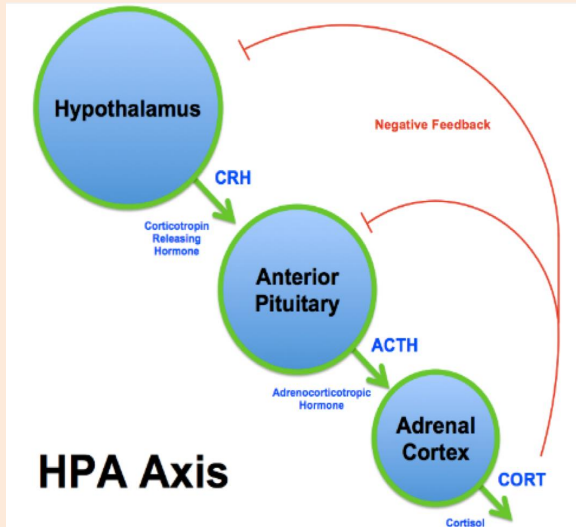 Hypothalamus
Negative Feedback
CRH
Corticotropin
Releasing
Hormone
Anterior
Pituitary
ACTH
Adrenocorticotropic
Hormone
Adrenal
Cortex
HPA Axis
CORT
Cortisol